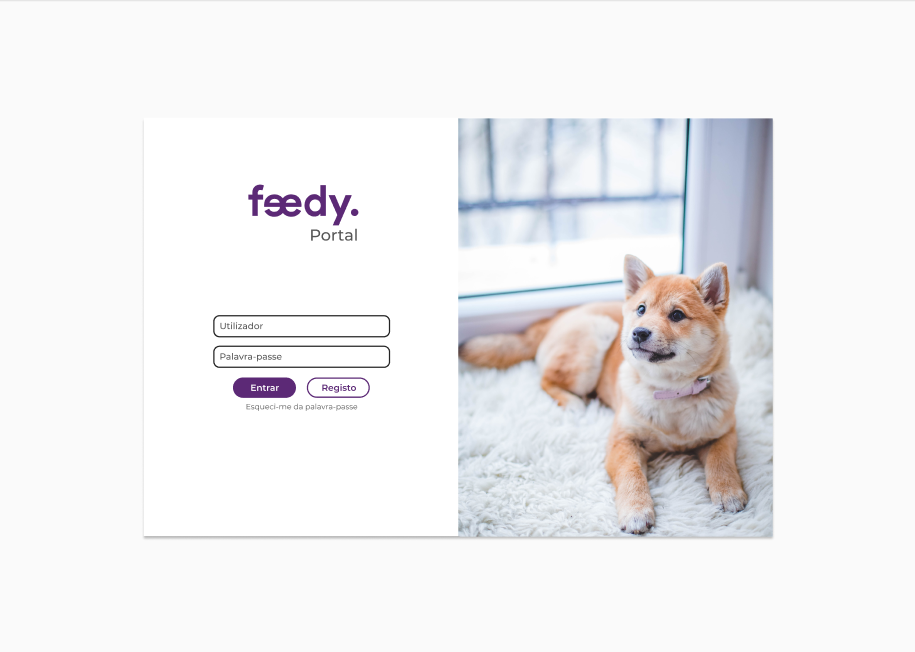 feedy.
Portal
Utilizador
Palavra-passe
Entrar
Registo
Esqueci-me da palavra-passe